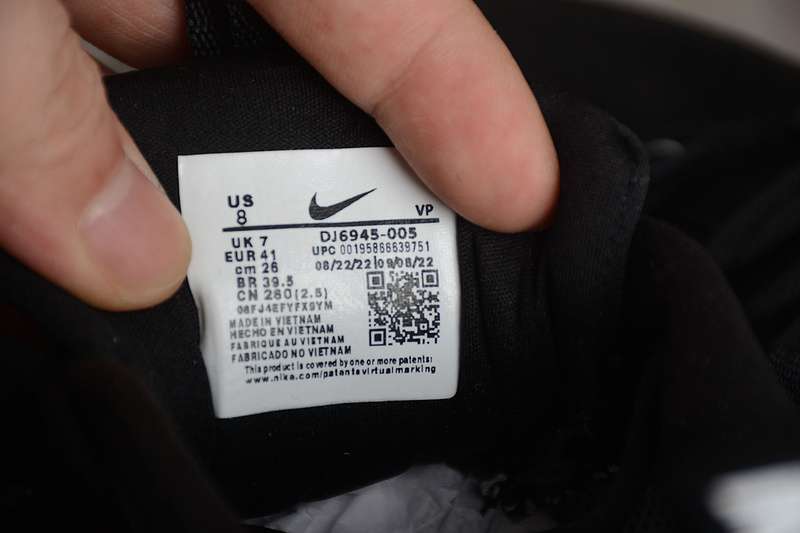 US
8
VP
UK 7
EUR 41
cm 26
BR 39.5
CN 260(2.5)
DJ6945-005
UPC 00195866639751
08/22/22|09/08/22
MADE IN VIETNAM
HECHO EN VIETNAM
FABRIQUE AU VIETNAM
FABRICADO NO VIETNAM
This product is covered by one or more patents:
www.nike.com/patentsvirtualmarking